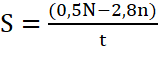 S = (0,5N−2,8n)/t